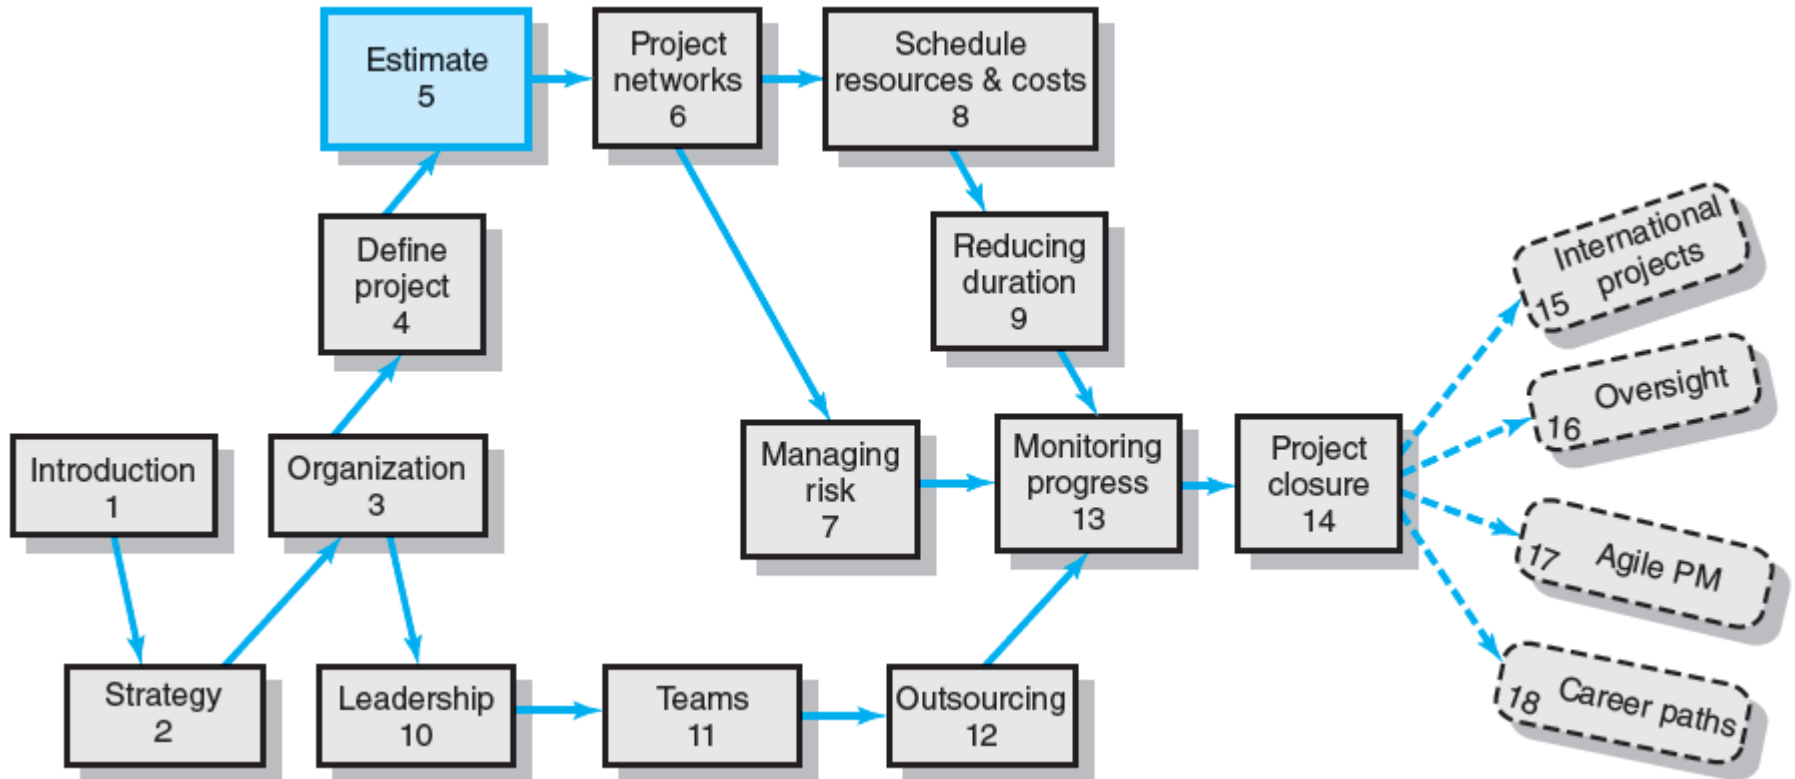 Estimate
5
Project
networks
6
Schedule
resources & costs
8
Define
project
4
Reducing
duration
9
International
projects
15
Oversight
16
Introduction
1
Organization
3
Managing
risk
7
Monitoring
progress
13
Project
closure
14
Agile PM
17
Strategy
2
Leadership
10
Teams
11
Outsourcing
12
Career paths
18